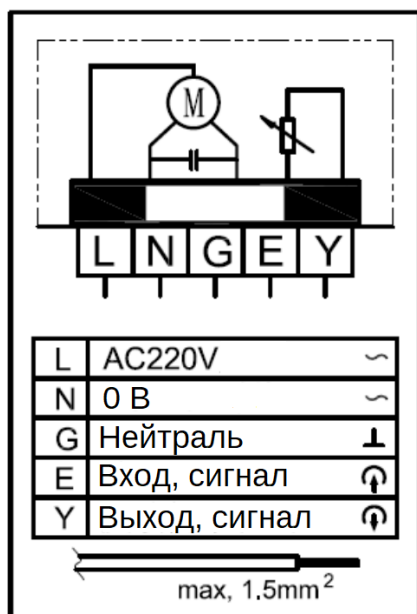 M
L N G E Y
L AC220V
N 0 В
G Нейтраль
E Вход, сигнал
Y Выход, сигнал
max, 1.5mm²